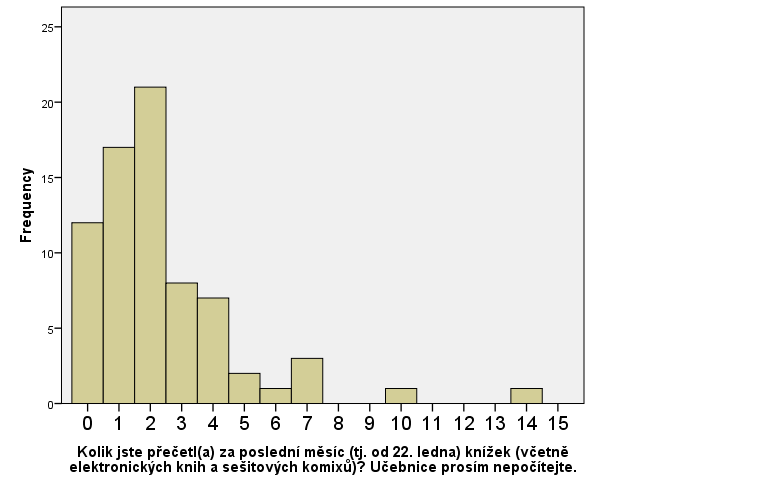 25
20
15
10
5
0
Frequency
0 1 2 3 4 5 6 7 8 9 10 11 12 13 14 15
Kolik jste přečetl(a) za poslední měsíc (tj. od 22. ledna) knížek (včetně
elektronických knih a sešitových komixů)? Učebnice prosím nepočítejte.